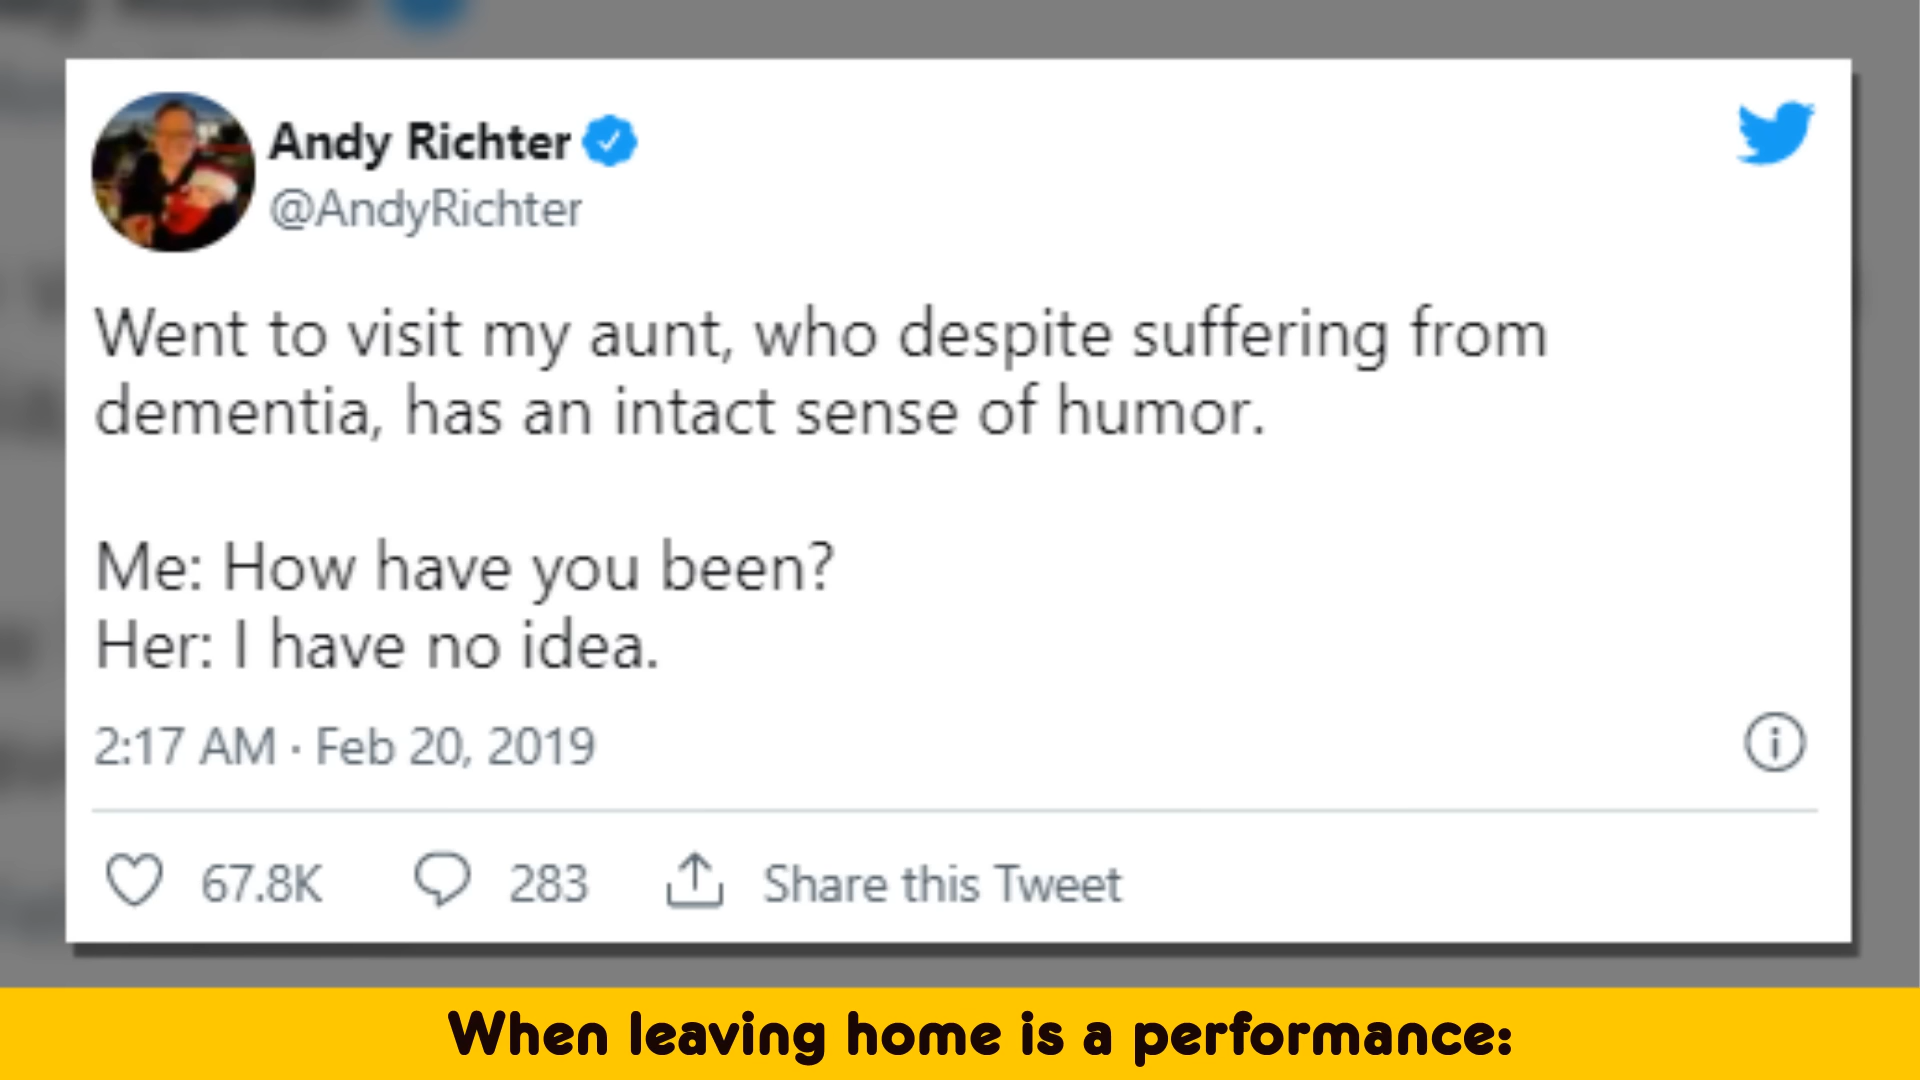 Andy Richter
@AndyRichter
Went to visit my aunt, who despite suffering from
dementia, has an intact sense of humor.
Me: How have you been?
Her: I have no idea.
2:17 AM · Feb 20, 2019
67.8K 283 Share this Tweet
When leaving home is a performance: